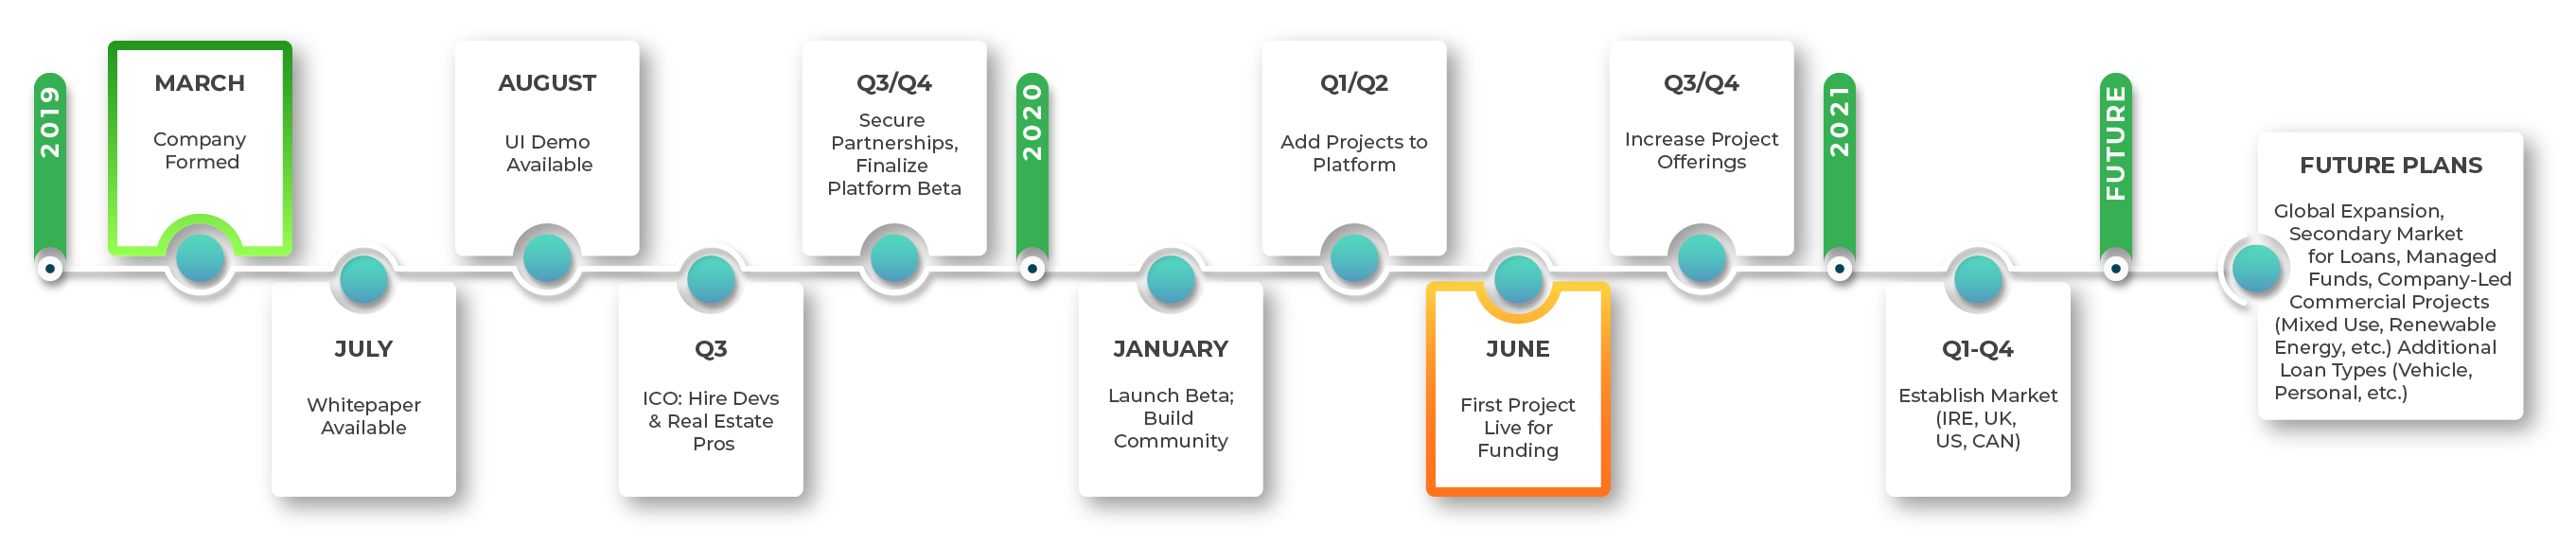 2019
MARCH
Company
Formed
JULY
Whitepaper
Available
AUGUST
UI Demo
Available
Q3
ICO: Hire Devs
& Real Estate
Pros
Q3/Q4
Secure
Partnerships,
Finalize
Platform Beta
2020
JANUARY
Launch Beta;
Build
Community
Q1/Q2
Add Projects to
Platform
JUNE
First Project
Live for
Funding
Q3/Q4
Increase Project
Offerings
2021
Q1-Q4
Establish Market
(IRE, UK,
US, CAN)
FUTURE
FUTURE PLANS
Global Expansion,
Secondary Market
for Loans, Managed
Funds, Company-Led
Commercial Projects
(Mixed Use, Renewable
Energy, etc.) Additional
Loan Types (Vehicle,
Personal, etc.)